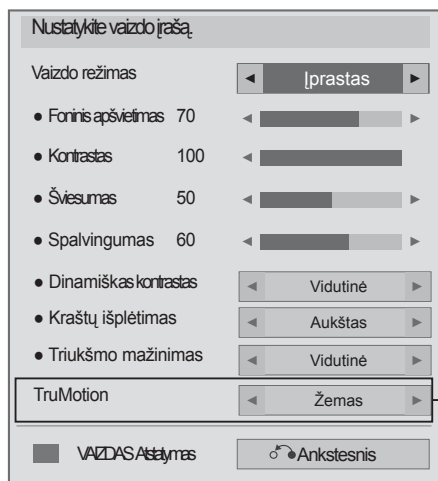 Nustatykite vaizdo įrašą.
Vaizdo režimas ◄ Įprastas ►
● Foninis apšvietimas 70 ◄ ►
● Kontrastas 100 ◄ ►
● Šviesumas 50 ◄ ►
● Spalvingumas 60 ◄ ►
● Dinamiškas kontrastas ◄ Vidutinė ►
● Kraštų išplėtimas ◄ Aukštas ►
● Triukšmo mažinimas ◄ Vidutinė ►
TruMotion ◄ Žemas ►
VAIZDAS Atstatymas Ankstesnis